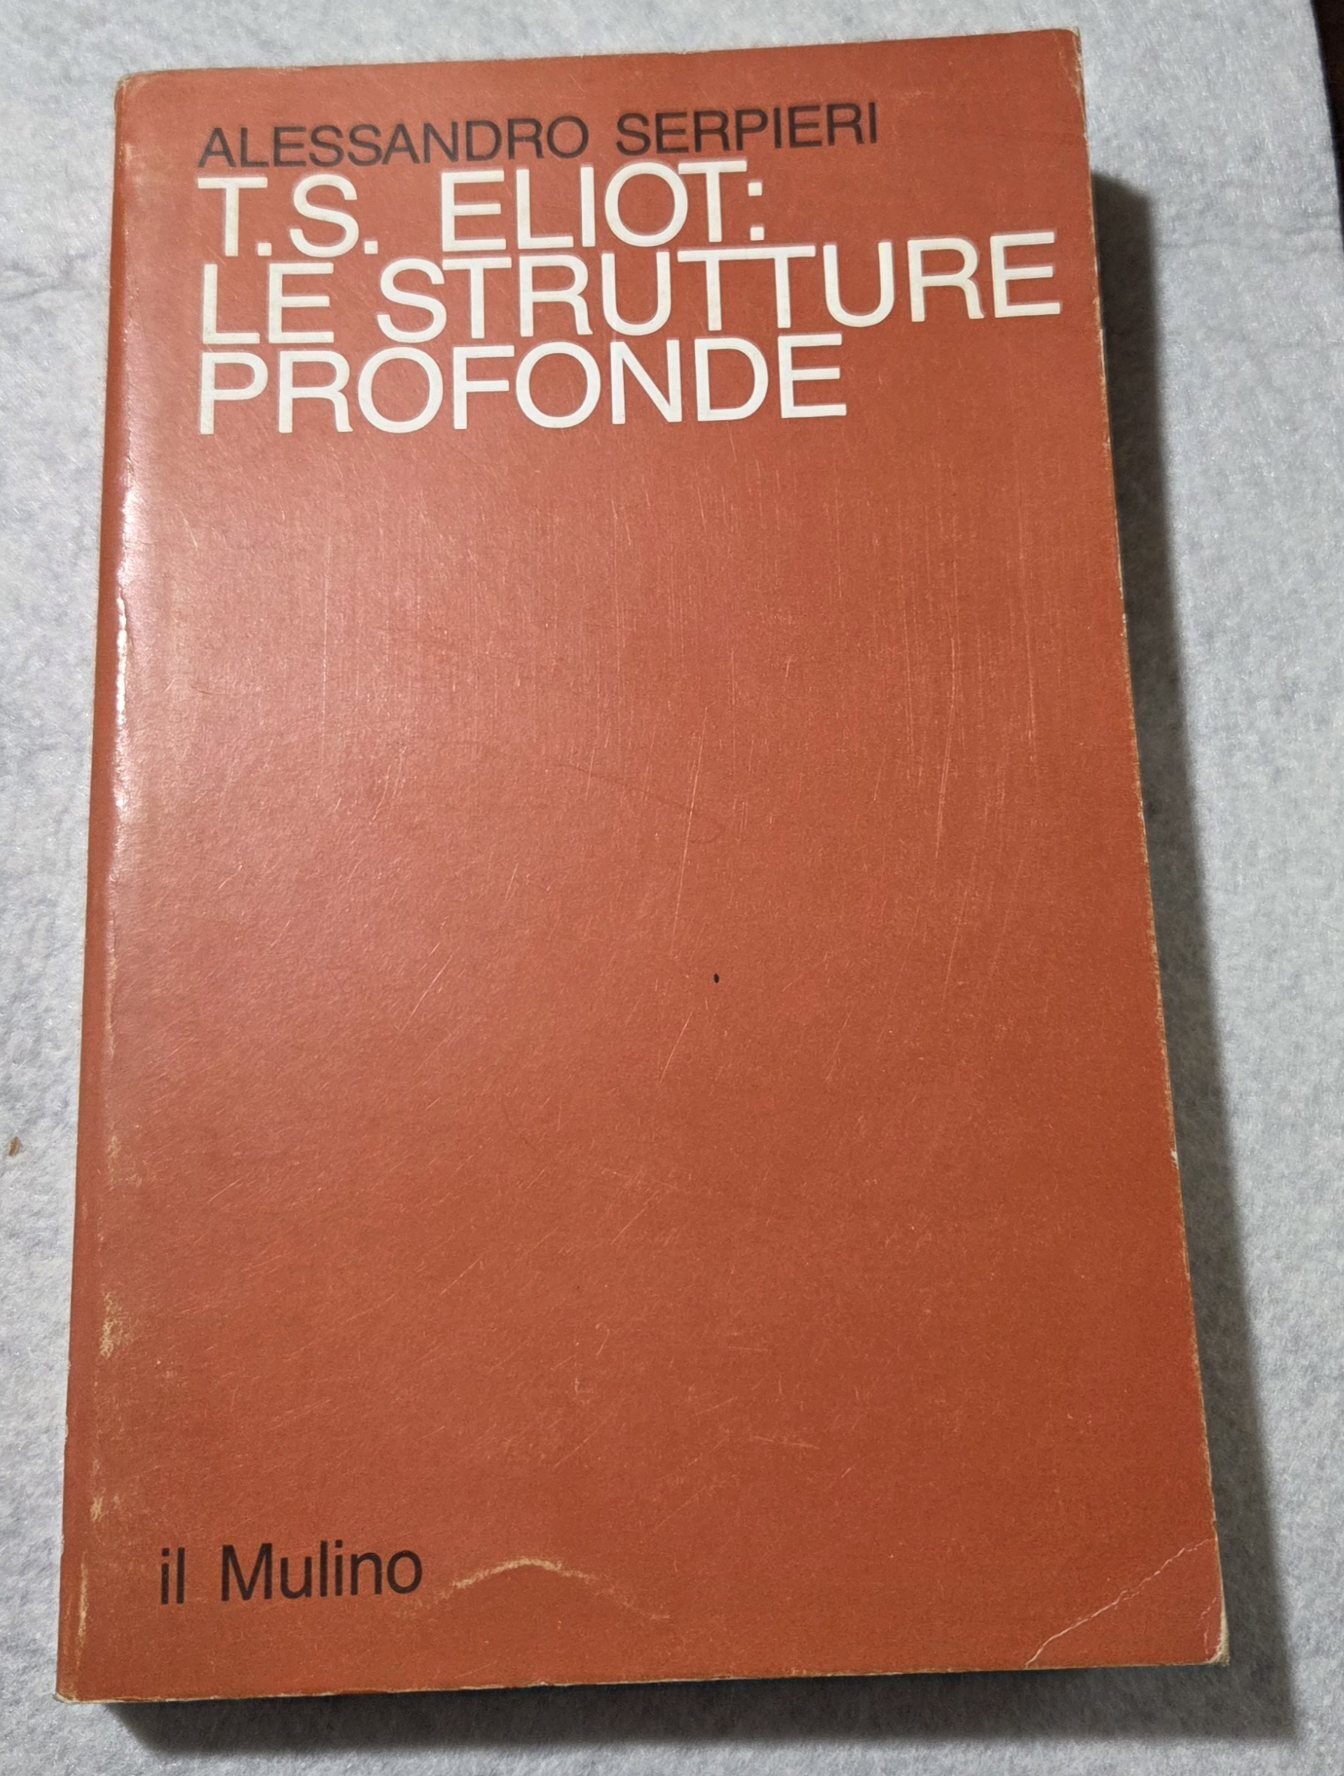 ALESSANDRO SERPIERI
T.S. ELIOT:
LE STRUTTURE
PROFONDE
il Mulino